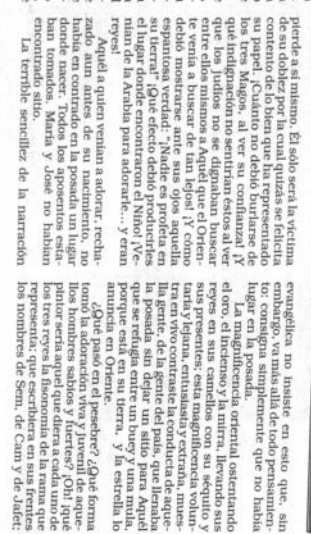 pierde a si mismo. Él sólo será la víctima
de su doblez por la cual quizás se felicita
contento de lo bien que ha representado
su papel. ¡Cuánto no debió burlarse de
los tres Magos, al ver su confianza! ¡Y
qué indignación no sentirían éstos al ver
que los judios no se dignaban buscar
entre ellos mismos a Aquél que el Orien-
te venía a buscar de tan lejos! ¡Y cómo
debió mostrarse ante sus ojos aquella
espantosa verdad: "¡Nadie es profeta en
su tierra! ¡Qué efecto debió producirles
el lugar donde encontraron el Niño! ¡Ve-
nían de la Arabia para adorarle... y eran
reyes!
Aquél a quien venían a adorar, recha-
zado aun antes de su nacimiento, no
había en contrado en la posada un lugar
donde nacer. Todos los aposentos esta-
ban tomados. María y José no habían
encontrado sitio.
La terrible sencillez de la narración
evangélica no insiste en esto que, sin
embargo, va más allá de todo pensamien-
to: consigna simplemente que no había
lugar en la posada.
La magnificencia oriental ostentando
el oro, el incienso y la mirra, llevando sus
reyes en sus camellos con su séquito y
sus presentes; esta magnificencia volun-
taria y lejana, entusiasta y extraña, mues-
tra en vivo contraste la conducta de aque-
lla gente, de la gente del país, que llenaba
la posada sin dejar un sitio para Aquél
que se refugia entre un buey y una mula,
porque está en su tierra, y la estrella lo
anuncia en Oriente.
¿Qué pasó en el pesebre? ¿Qué forma
tomó la adoración viva y juvenil de aque-
llos hombres sabios y fuertes? ¡Oh! ¡qué
pintor sería aquel que diera a cada uno de
los tres reyes la fisonomía de la rama que
representa; que escribiera en sus frentes
los nombres de Sem, de Cam y de Jafet;